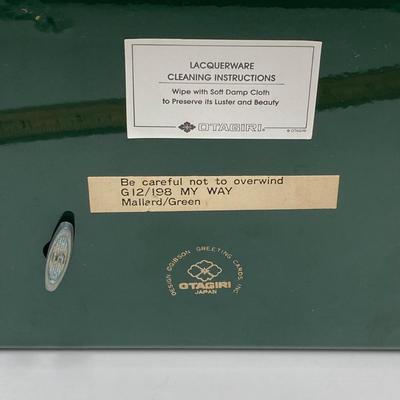 LACQUERWARE
CLEANING INSTRUCTIONS
Wipe with Soft Damp Cloth
to Preserve its Luster and Beauty
OTAGIRI
Be careful not to overwind
G12/198 MY WAY
Mallard/Green
DESIGN ©GIBSON GREETING CARDS INC
OTAGIRI
JAPAN